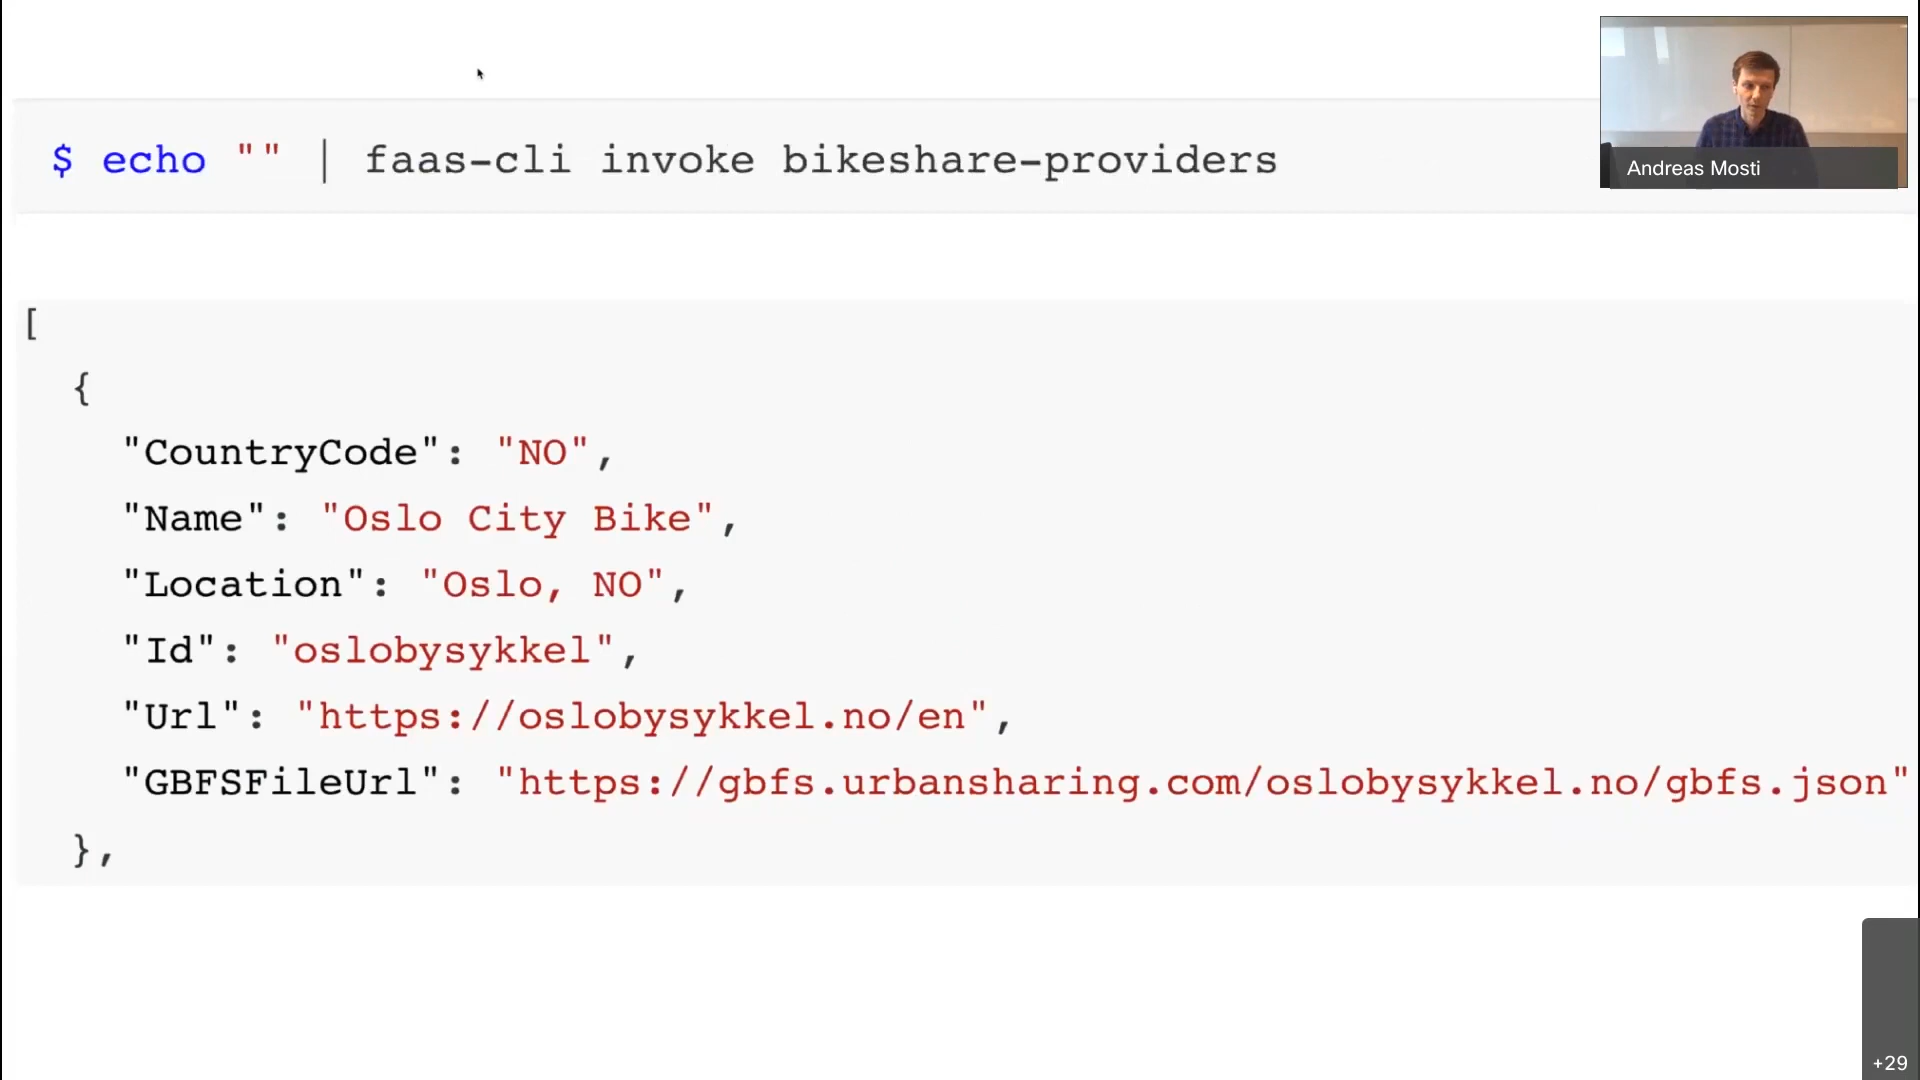 $ echo "" | faas-cli invoke bikeshare-providers
Andreas Mosti
[
{
"CountryCode": "NO",
"Name": "Oslo City Bike",
"Location": "Oslo, NO",
"Id": "oslobysykkel",
"Url": "https://oslobysykkel.no/en",
"GBFSFileUrl": "https://gbfs.urbansharing.com/oslobysykkel.no/gbfs.json"
},
+29